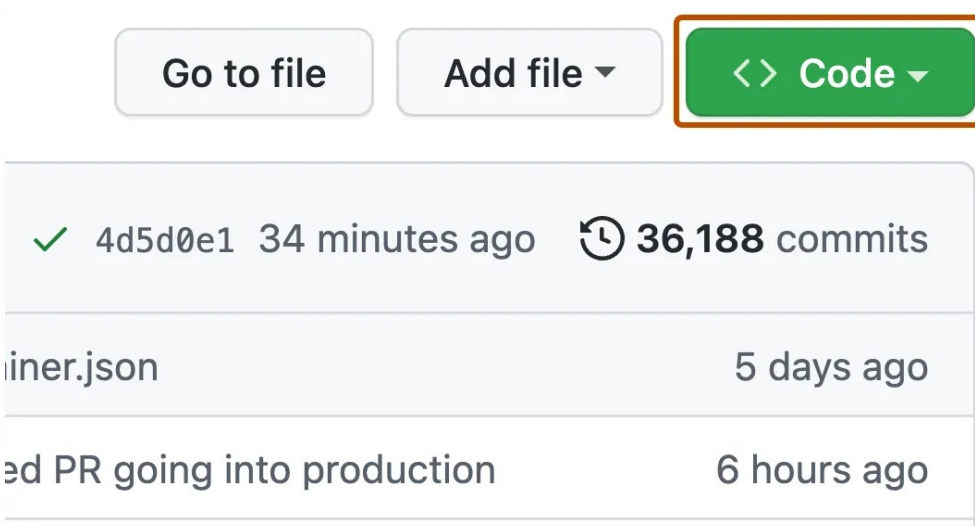 Go to file Add file <> Code
4d5d0e1 34 minutes ago 36,188 commits
iner.json 5 days ago
ed PR going into production 6 hours ago